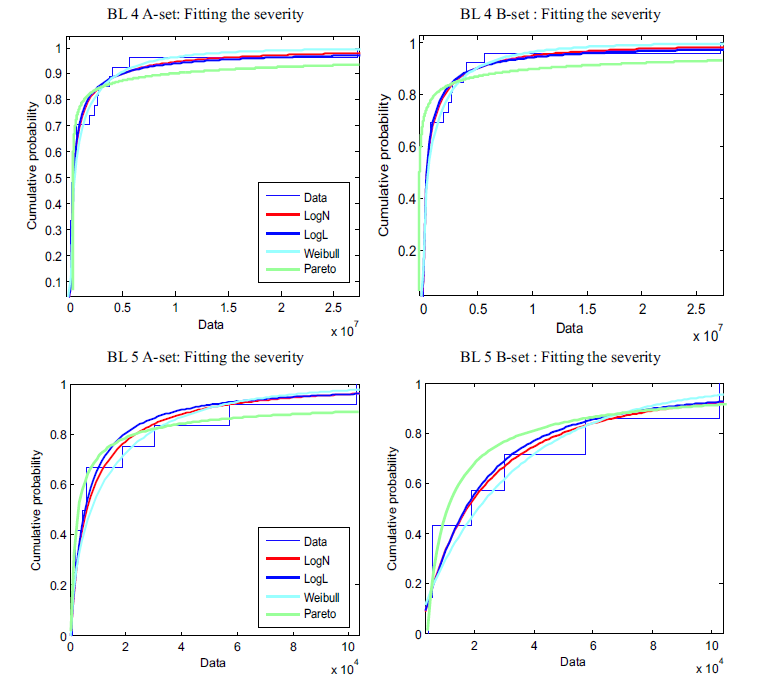 BL 4 A-set: Fitting the severity
Cumulative probability
1
0.9
0.8
0.7
0.6
0.5
0.4
0.3
0.2
0.1
Data
LogN
LogL
Weibull
Pareto
0 0.5 1 1.5 2 2.5
Data
x 10^7
BL 4 B-set : Fitting the severity
Cumulative probability
1
0.8
0.6
0.4
0.2
0 0.5 1 1.5 2 2.5
Data
x 10^7
BL 5 A-set: Fitting the severity
Cumulative probability
1
0.8
0.6
0.4
0.2
0
Data
LogN
LogL
Weibull
Pareto
0 2 4 6 8 10
Data
x 10^4
BL 5 B-set : Fitting the severity
Cumulative probability
1
0.8
0.6
0.4
0.2
0
2 4 6 8 10
Data
x 10^4